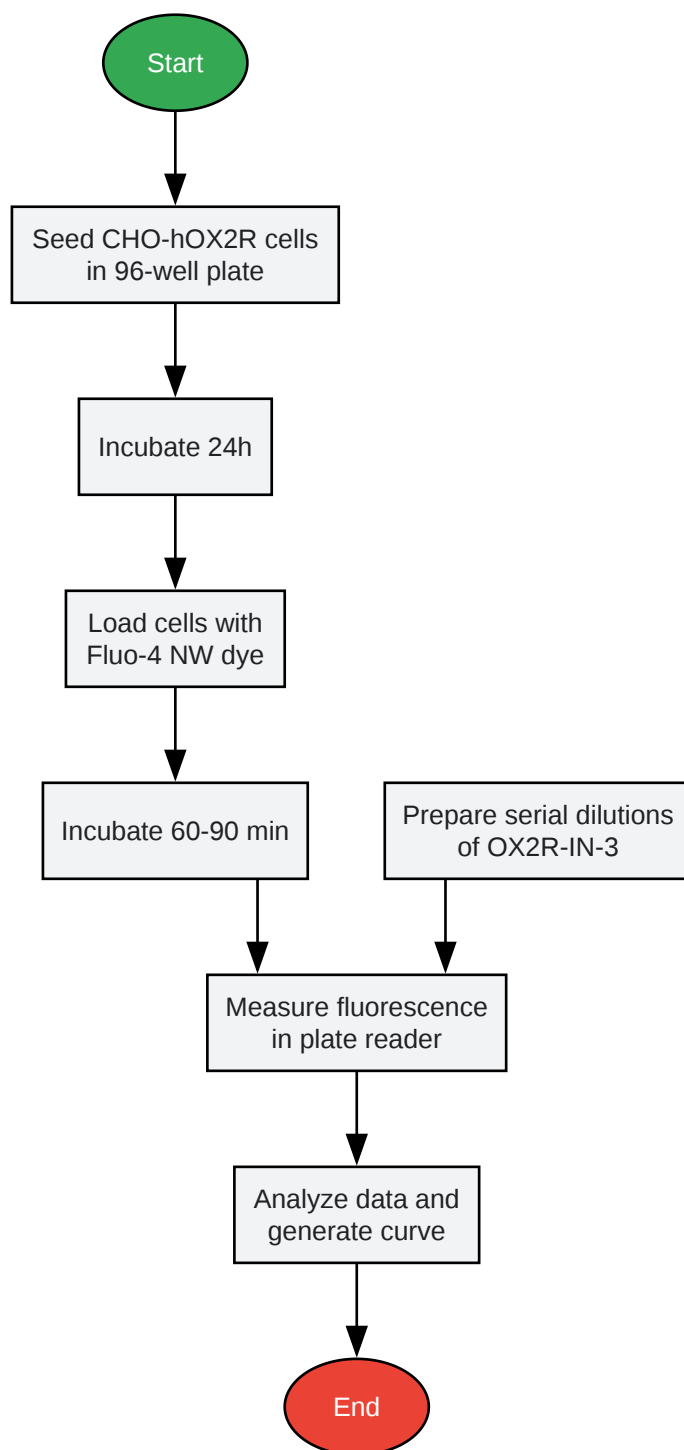 Start
Seed CHO-hOX2R cells
in 96-well plate
Incubate 24h
Load cells with
Fluo-4 NW dye
Incubate 60-90 min
Prepare serial dilutions
of OX2R-IN-3
Measure fluorescence
in plate reader
Analyze data and
generate curve
End